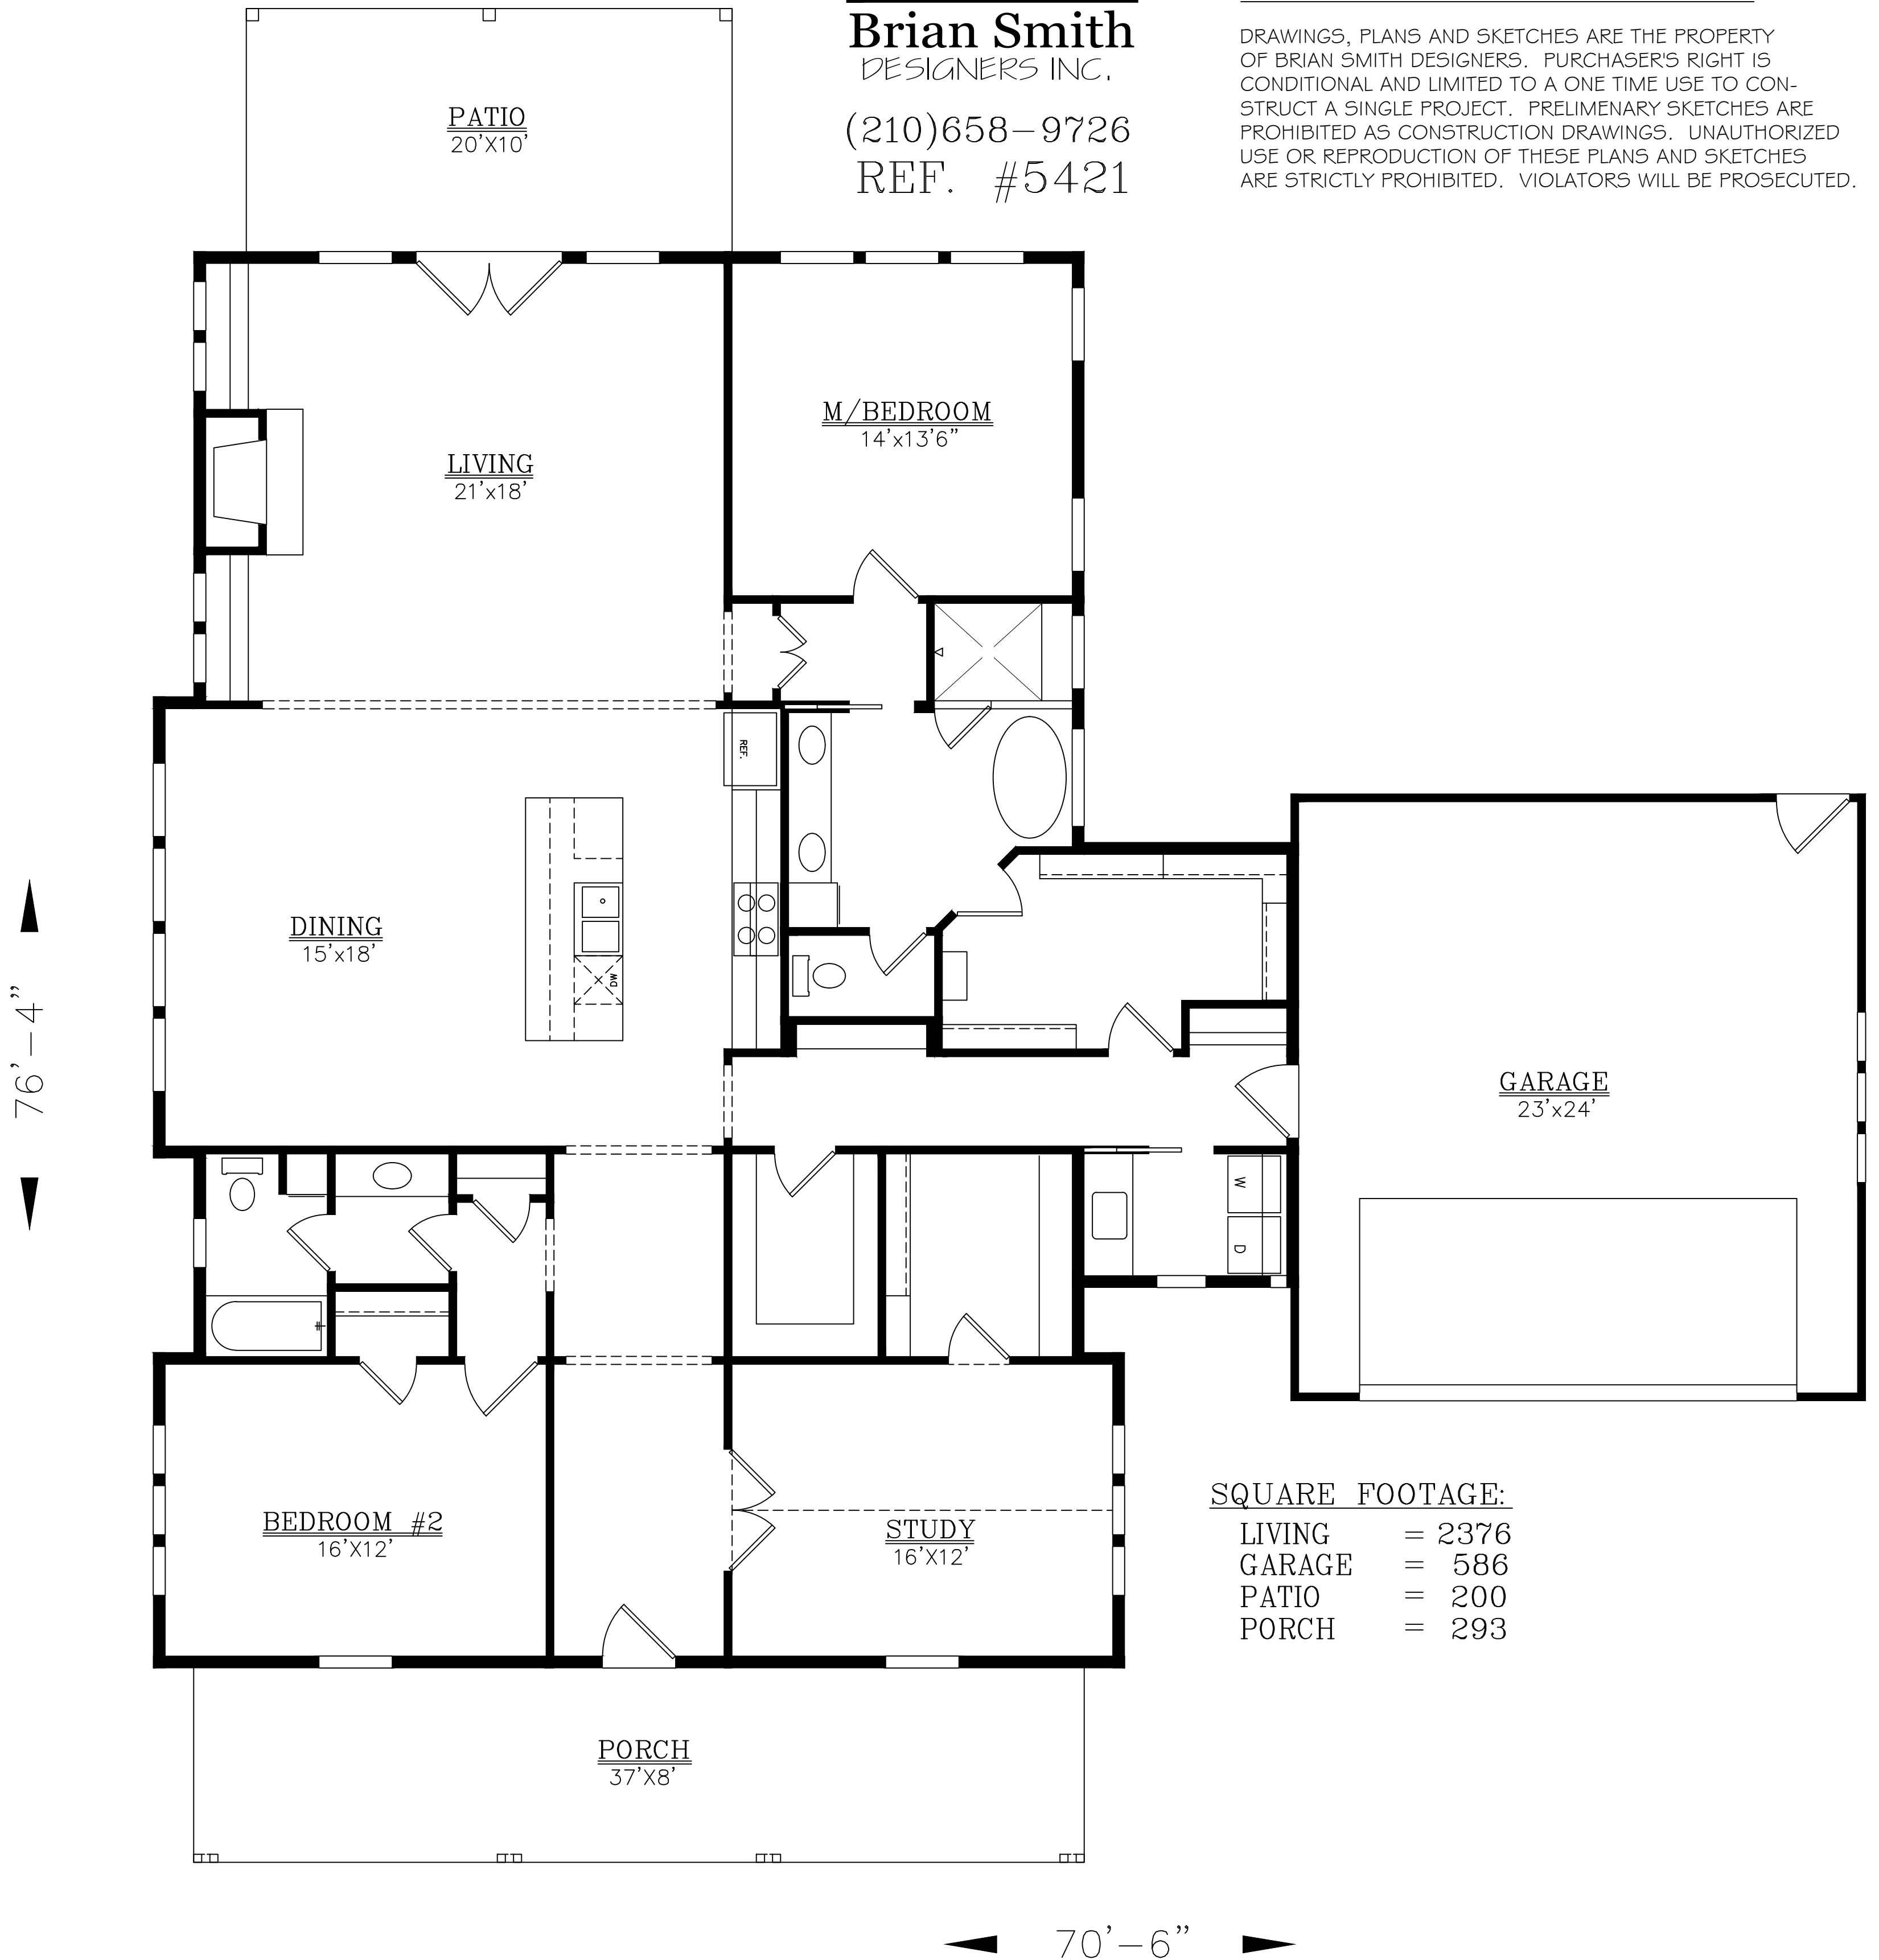 Brian Smith
DESIGNERS INC.
(210)658-9726
REF. #5421
DRAWINGS, PLANS AND SKETCHES ARE THE PROPERTY
OF BRIAN SMITH DESIGNERS. PURCHASER'S RIGHT IS
CONDITIONAL AND LIMITED TO A ONE TIME USE TO CON-
STRUCT A SINGLE PROJECT. PRELIMENARY SKETCHES ARE
PROHIBITED AS CONSTRUCTION DRAWINGS. UNAUTHORIZED
USE OR REPRODUCTION OF THESE PLANS AND SKETCHES
ARE STRICTLY PROHIBITED. VIOLATORS WILL BE PROSECUTED.
PATIO
20'X10'
M/BEDROOM
14'x13'6"
LIVING
21'x18'
REF.
DINING
15'x18'
DW
76'-4"
GARAGE
23'x24'
W
D
BEDROOM #2
16'X12'
STUDY
16'X12'
SQUARE FOOTAGE:
LIVING = 2376
GARAGE = 586
PATIO = 200
PORCH = 293
PORCH
37'X8'
70'-6"